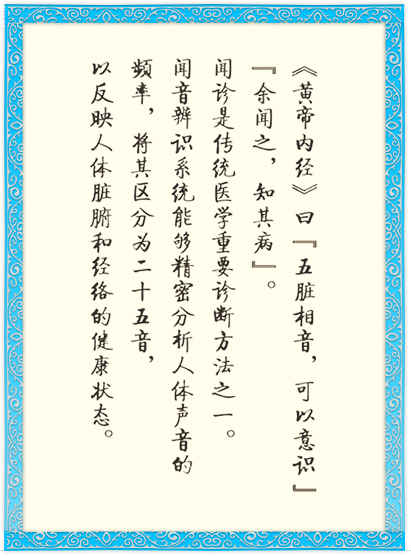 《黄帝内经》曰『五脏相音，可以意识』
『余闻之，知其病』。
闻诊是传统医学重要诊断方法之一。
闻音辨识系统能够精密分析人体声音的
频率，将其区分为二十五音，
以反映人体脏腑和经络的健康状态。